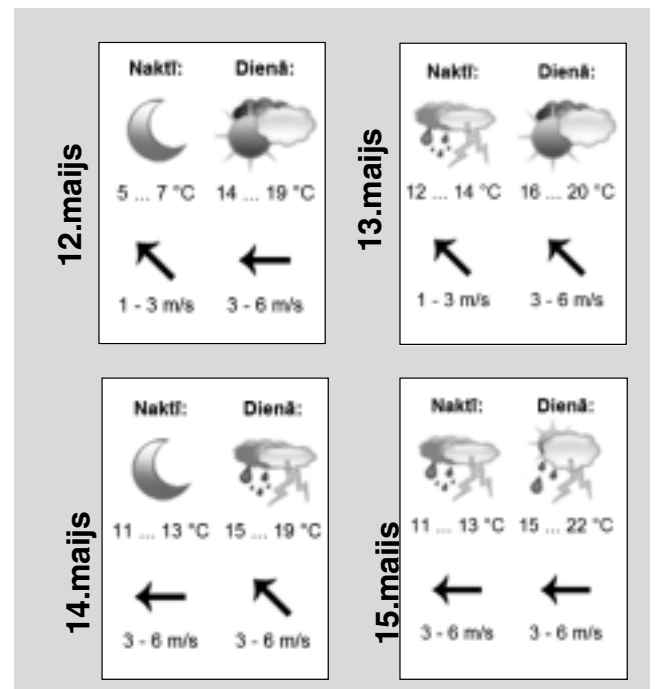 12.maijs
Naktī: Dienā:
5 ... 7 °C 14 ... 19 °C
1 - 3 m/s 3 - 6 m/s
13.maijs
Naktī: Dienā:
12 ... 14 °C 16 ... 20 °C
1 - 3 m/s 3 - 6 m/s
14.maijs
Naktī: Dienā:
11 ... 13 °C 15 ... 19 °C
3 - 6 m/s 3 - 6 m/s
15.maijs
Naktī: Dienā:
11 ... 13 °C 15 ... 22 °C
3 - 6 m/s 3 - 6 m/s